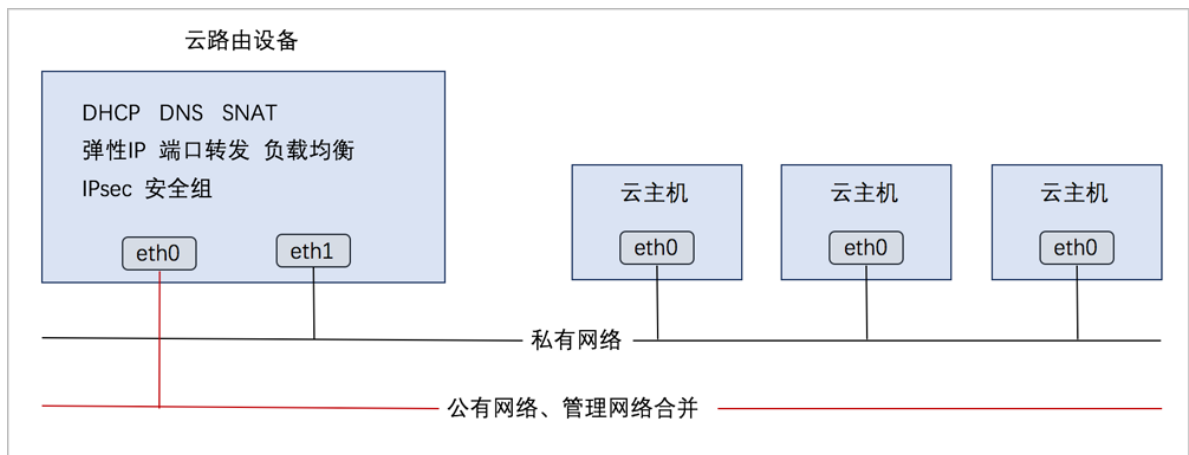 云路由设备
DHCP DNS SNAT
弹性IP 端口转发 负载均衡
IPsec 安全组
eth0
eth1
云主机
eth0
云主机
eth0
云主机
eth0
私有网络
公有网络、管理网络合并